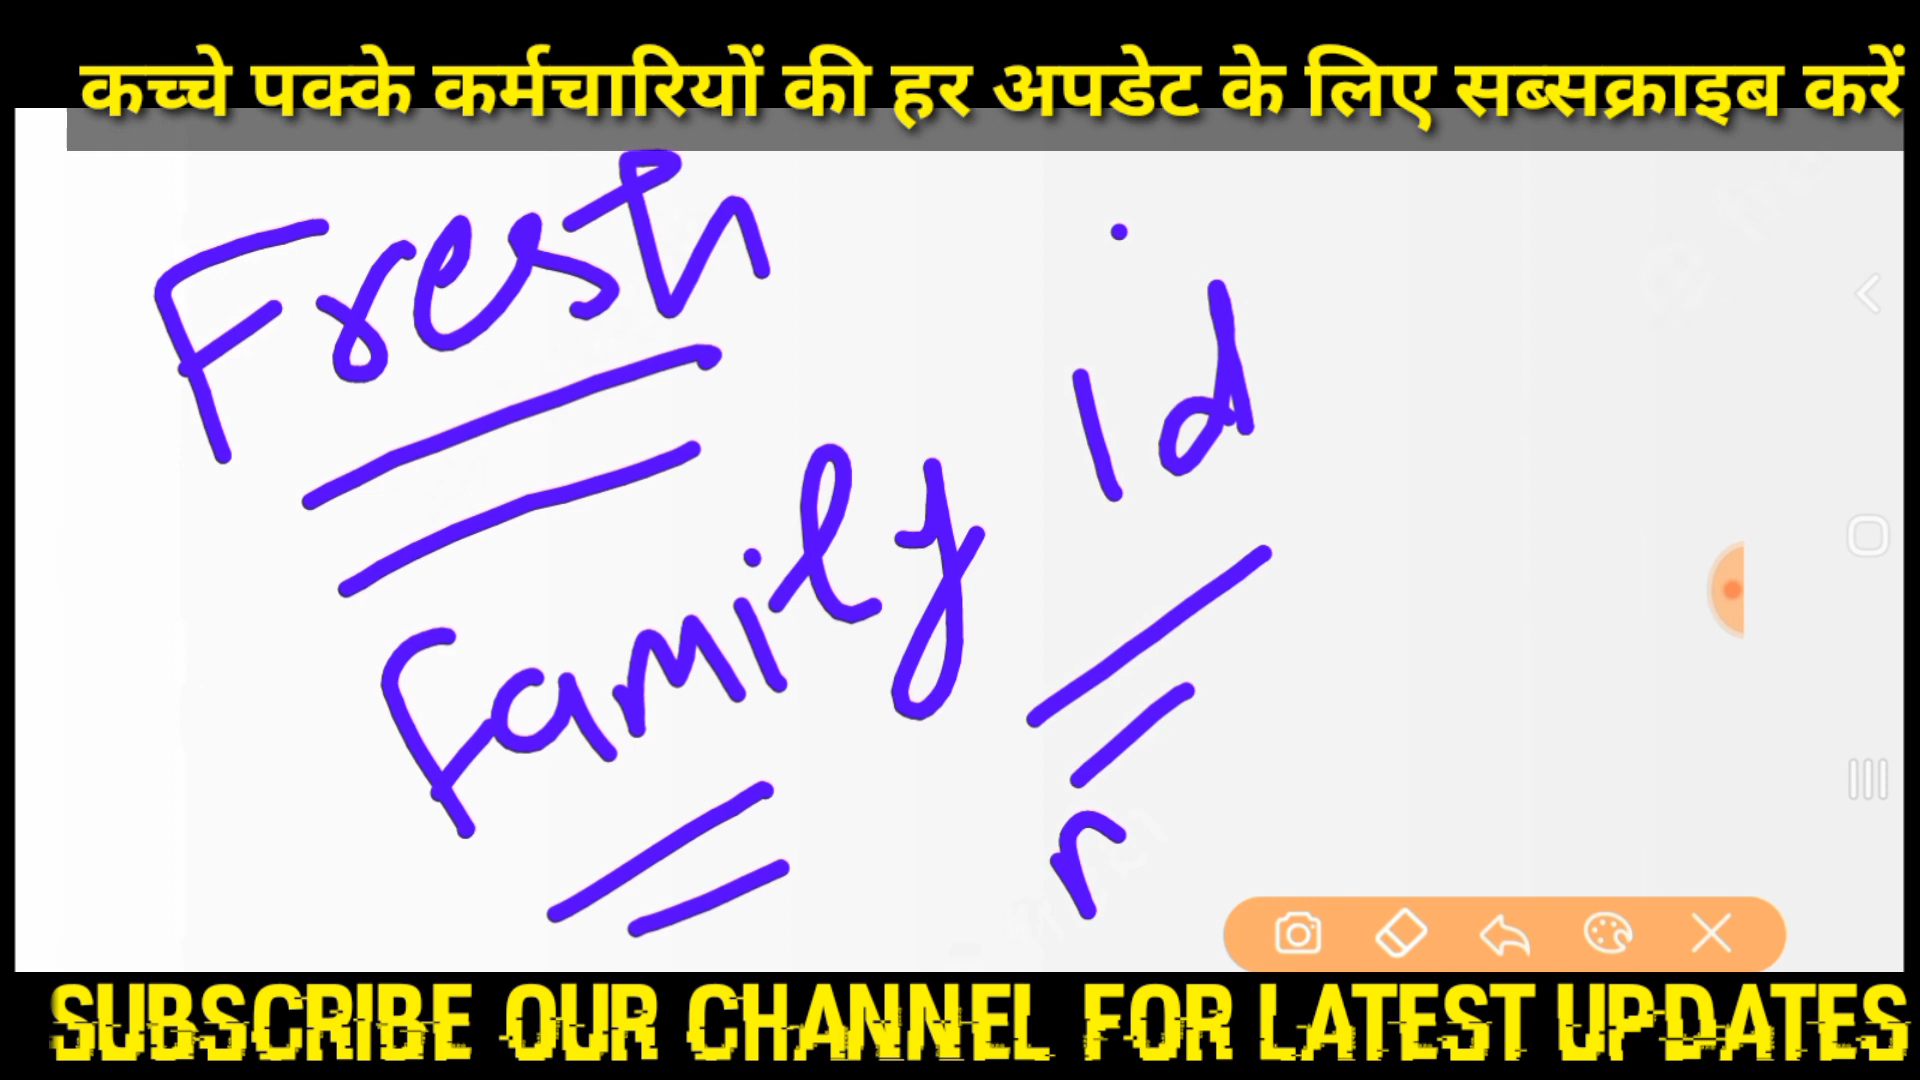 कच्चे पक्के कर्मचारियों की हर अपडेट के लिए सब्सक्राइब करें
Fresh
Family id
r
SUBSCRIBE OUR CHANNEL FOR LATEST UPDATES